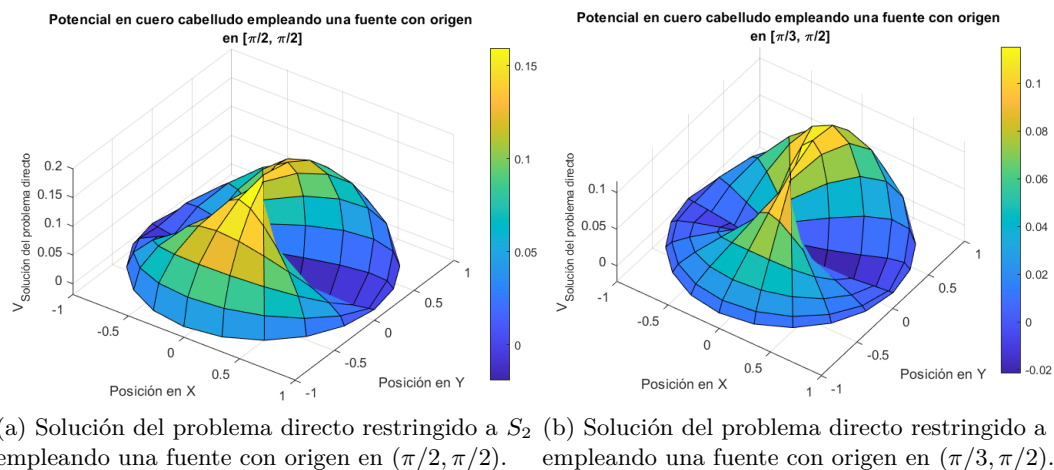 Potencial en cuero cabelludo empleando una fuente con origen
en [π/2, π/2]
V Solución del problema directo
0.2
0.15
0.1
0.05
0
-1
-0.5
0
0.5
1
Posición en X
-1
-0.5
0
0.5
1
Posición en Y
0.15
0.1
0.05
0
Potencial en cuero cabelludo empleando una fuente con origen
en [π/3, π/2]
V Solución del problema directo
0.1
0.05
0
-1
-0.5
0
0.5
1
Posición en X
-1
-0.5
0
0.5
1
Posición en Y
0.1
0.08
0.06
0.04
0.02
0
-0.02
(a) Solución del problema directo restringido a S2
empleando una fuente con origen en (π/2, π/2).
(b) Solución del problema directo restringido a
empleando una fuente con origen en (π/3, π/2).